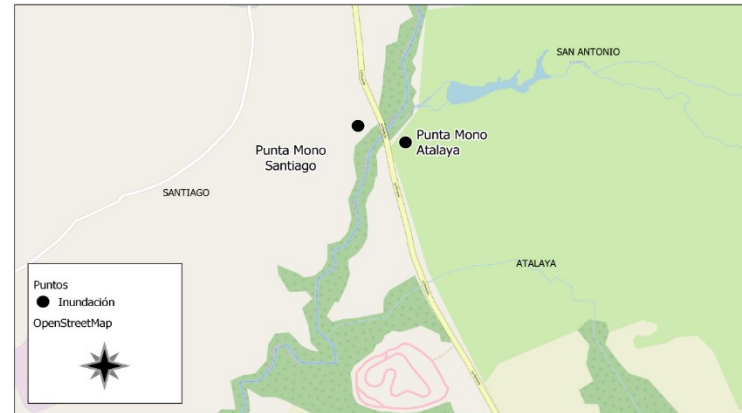 SAN ANTONIO
Punta Mono
Atalaya
Punta Mono
Santiago
SANTIAGO
ATALAYA
Puntos
Inundación
OpenStreetMap